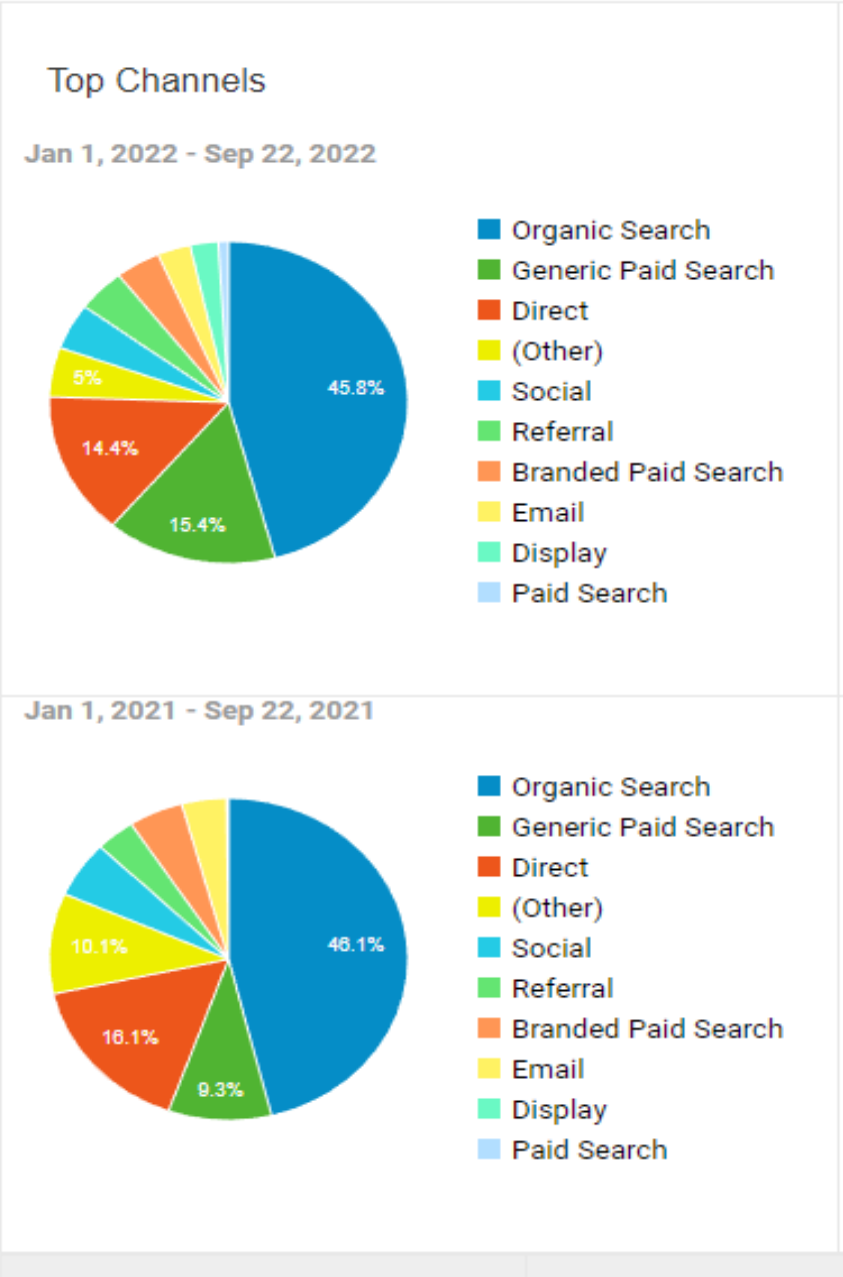 Top Channels
Jan 1, 2022 - Sep 22, 2022
45.8%
15.4%
14.4%
5%
Organic Search
Generic Paid Search
Direct
(Other)
Social
Referral
Branded Paid Search
Email
Display
Paid Search
Jan 1, 2021 - Sep 22, 2021
46.1%
9.3%
16.1%
10.1%
Organic Search
Generic Paid Search
Direct
(Other)
Social
Referral
Branded Paid Search
Email
Display
Paid Search